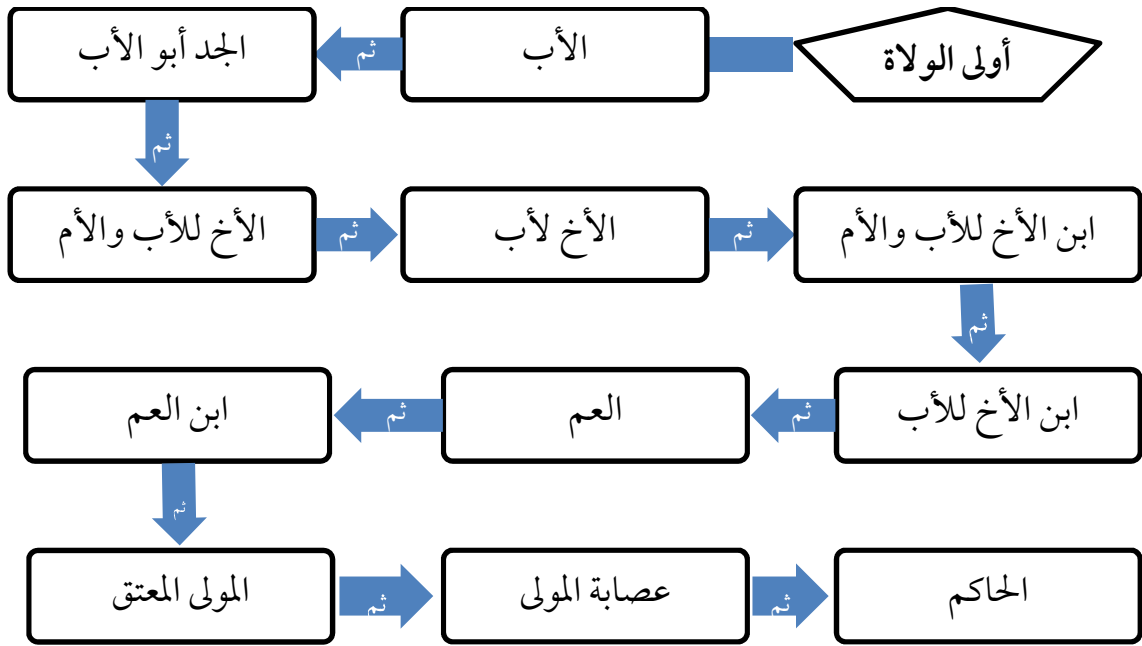 أولى الولاة
الأب
ثم
الجد أبو الأب
ثم
الأخ للأب والأم
ثم
الأخ لأب
ثم
ابن الأخ للأب والأم
ثم
ابن الأخ للأب
ثم
العم
ثم
ابن العم
ثم
المولى المعتق
ثم
عصابة المولى
ثم
الحاكم